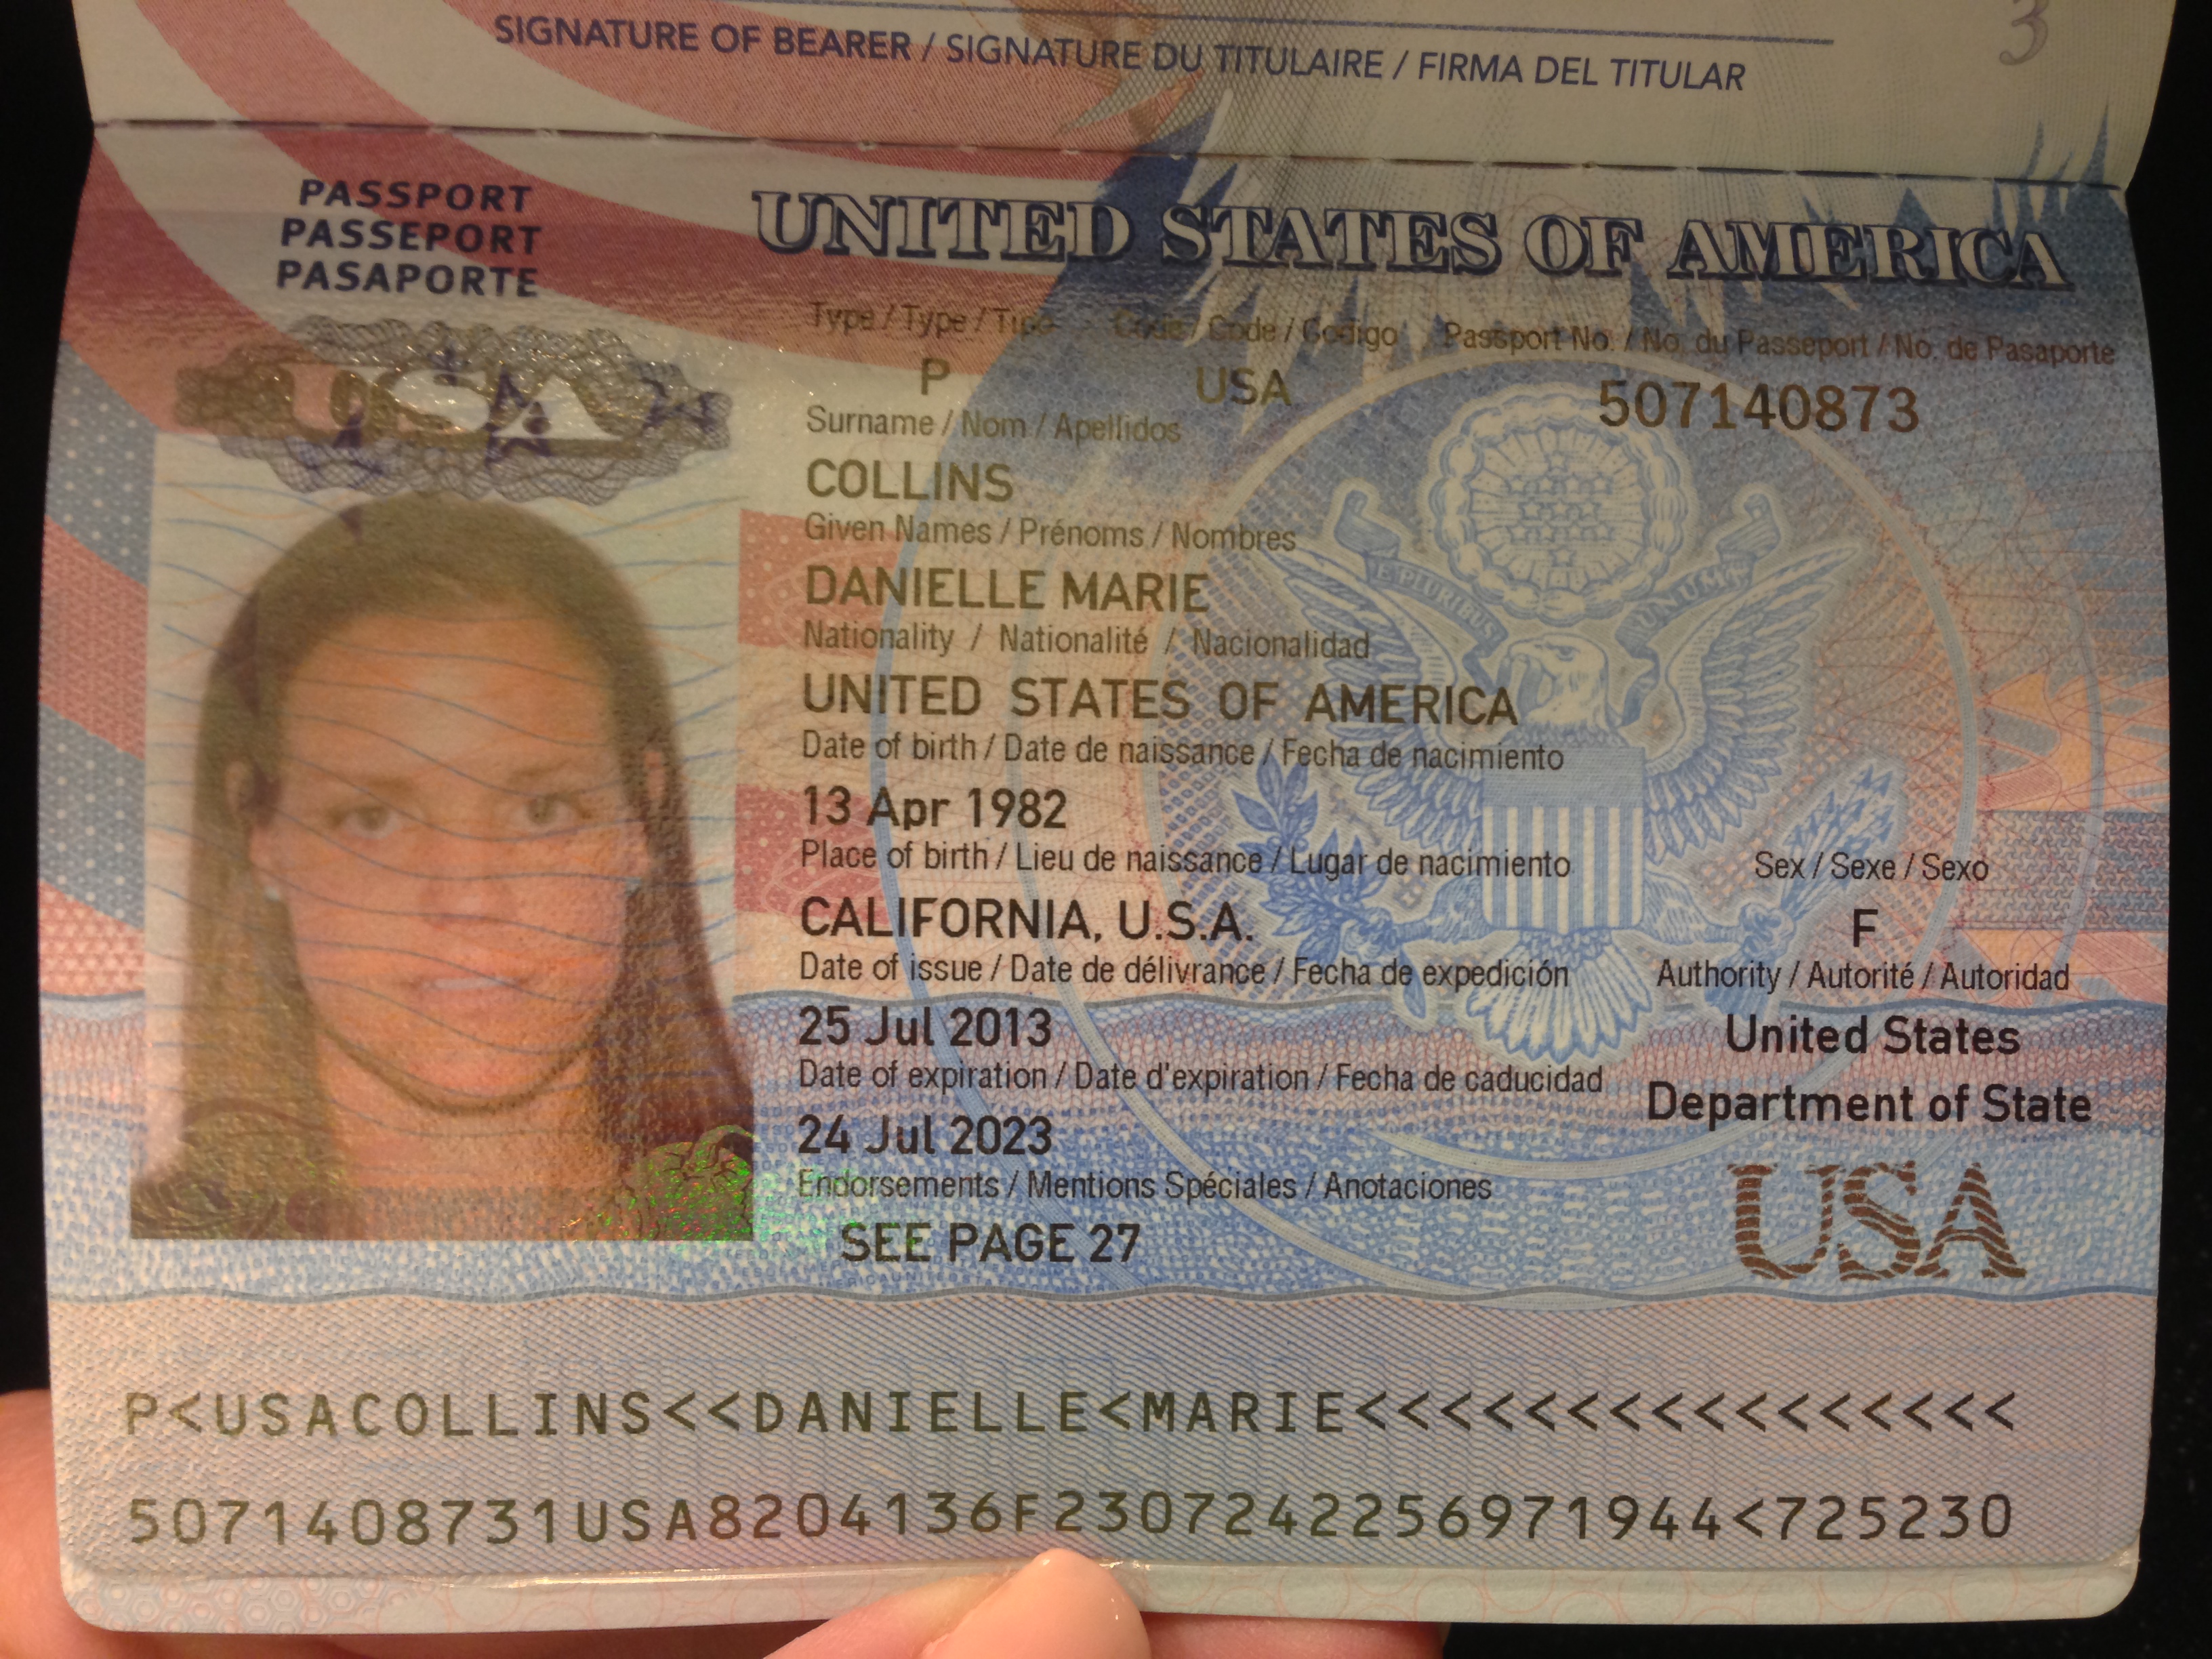 SIGNATURE OF BEARER / SIGNATURE DU TITULAIRE / FIRMA DEL TITULAR
3
PASSPORT
PASSEPORT
PASAPORTE
USA
UNITED STATES OF AMERICA
Type / Type / Tipo Code / Code / Codigo Passport No. / No. du Passeport / No. de Pasaporte
P USA 507140873
Surname / Nom / Apellidos
COLLINS
Given Names / Prénoms / Nombres
DANIELLE MARIE
E PLURIBUS UNUM
Nationality / Nationalité / Nacionalidad
UNITED STATES OF AMERICA
Date of birth / Date de naissance / Fecha de nacimiento
13 Apr 1982
Place of birth / Lieu de naissance / Lugar de nacimiento Sex / Sexe / Sexo
CALIFORNIA, U.S.A. F
Date of issue / Date de délivrance / Fecha de expedición Authority / Autorité / Autoridad
25 Jul 2013 United States
Date of expiration / Date d'expiration / Fecha de caducidad Department of State
24 Jul 2023
Endorsements / Mentions Spéciales / Anotaciones
SEE PAGE 27
USA
P<USACOLLINS<<DANIELLE<MARIE<<<<<<<<<<<<<<<<
5071408731USA8204136F2307242256971944<725230